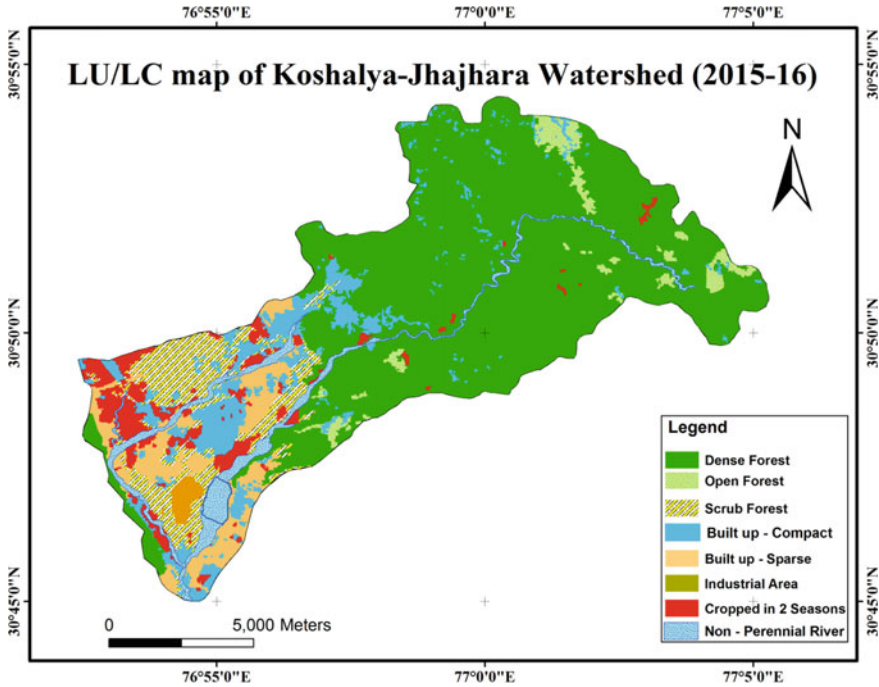 76°55'0"E 77°0'0"E 77°5'0"E
30°55'0"N 30°55'0"N
LU/LC map of Koshalya-Jhajhara Watershed (2015-16)
N
30°50'0"N 30°50'0"N
Legend
Dense Forest
Open Forest
Scrub Forest
Built up - Compact
Built up - Sparse
Industrial Area
Cropped in 2 Seasons
Non - Perennial River
30°45'0"N 30°45'0"N
0 5,000 Meters
76°55'0"E 77°0'0"E 77°5'0"E